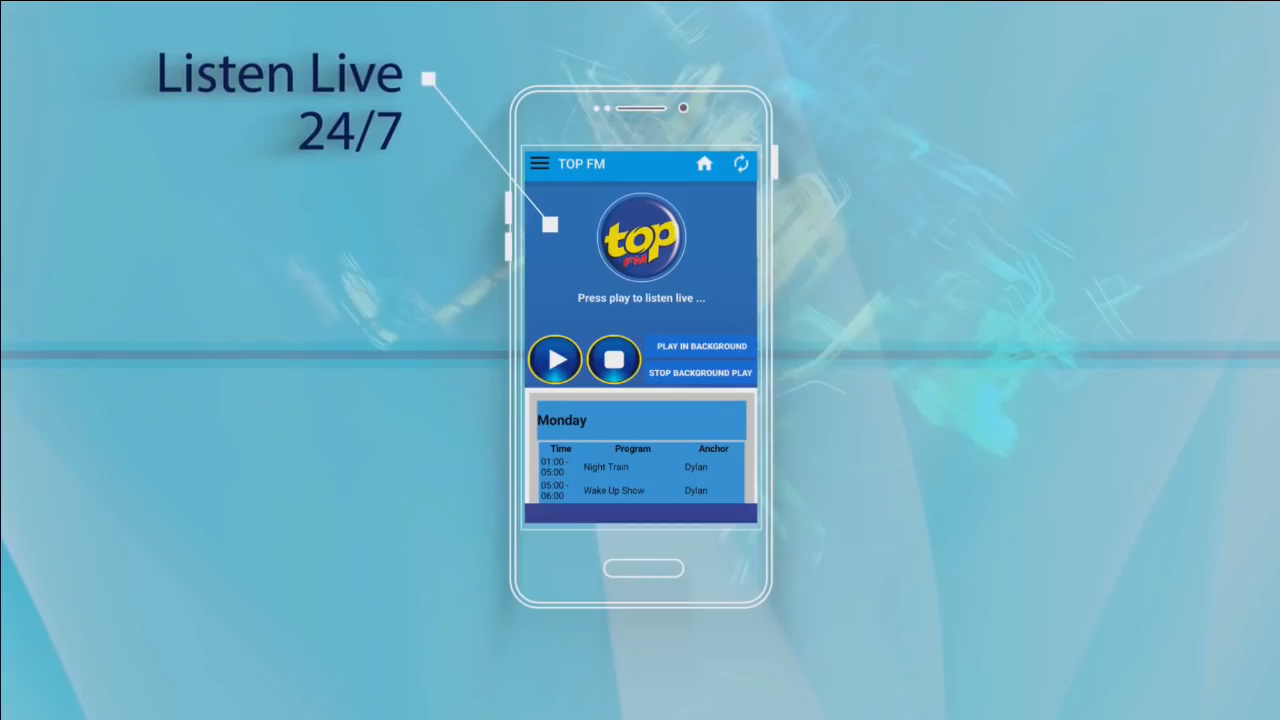 Listen Live
24/7
TOP FM
top
FM
Press play to listen live ...
PLAY IN BACKGROUND
STOP BACKGROUND PLAY
Monday
Time Program Anchor
01:00 -
05:00 Night Train Dylan
05:00 -
06:00 Wake Up Show Dylan